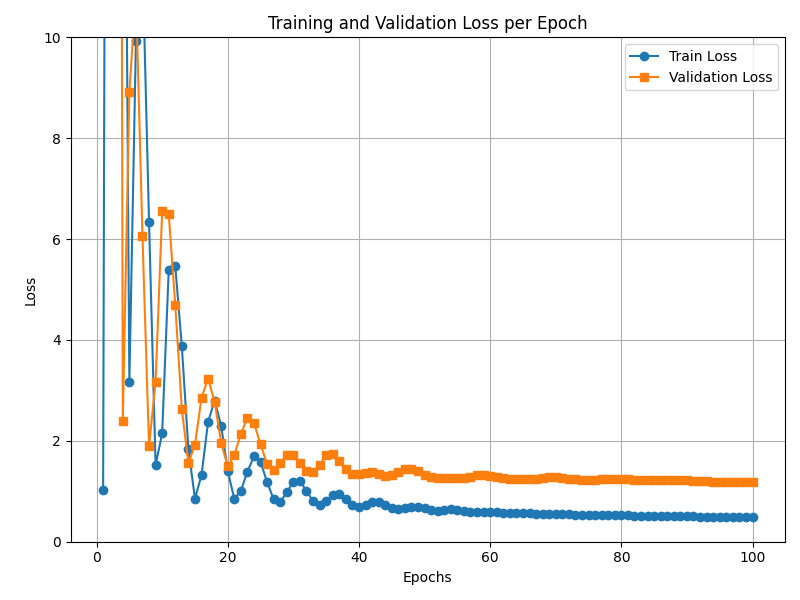 Training and Validation Loss per Epoch
Train Loss
Validation Loss
Loss
10
8
6
4
2
0
0 20 40 60 80 100
Epochs